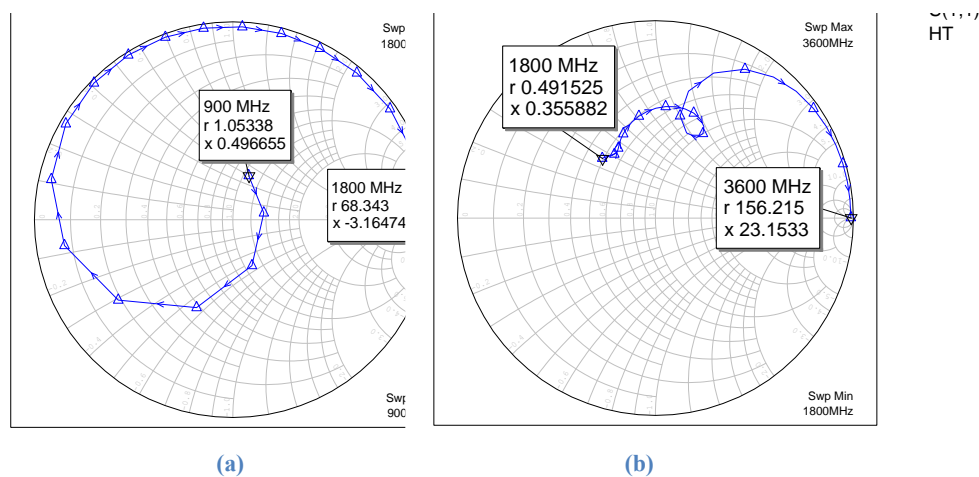 Swp
1800
900 MHz
r 1.05338
x 0.496655
1800 MHz
r 68.343
x -3.16474
Swp
900
(a)
Swp Max
3600MHz
1800 MHz
r 0.491525
x 0.355882
3600 MHz
r 156.215
x 23.1533
Swp Min
1800MHz
(b)
HT